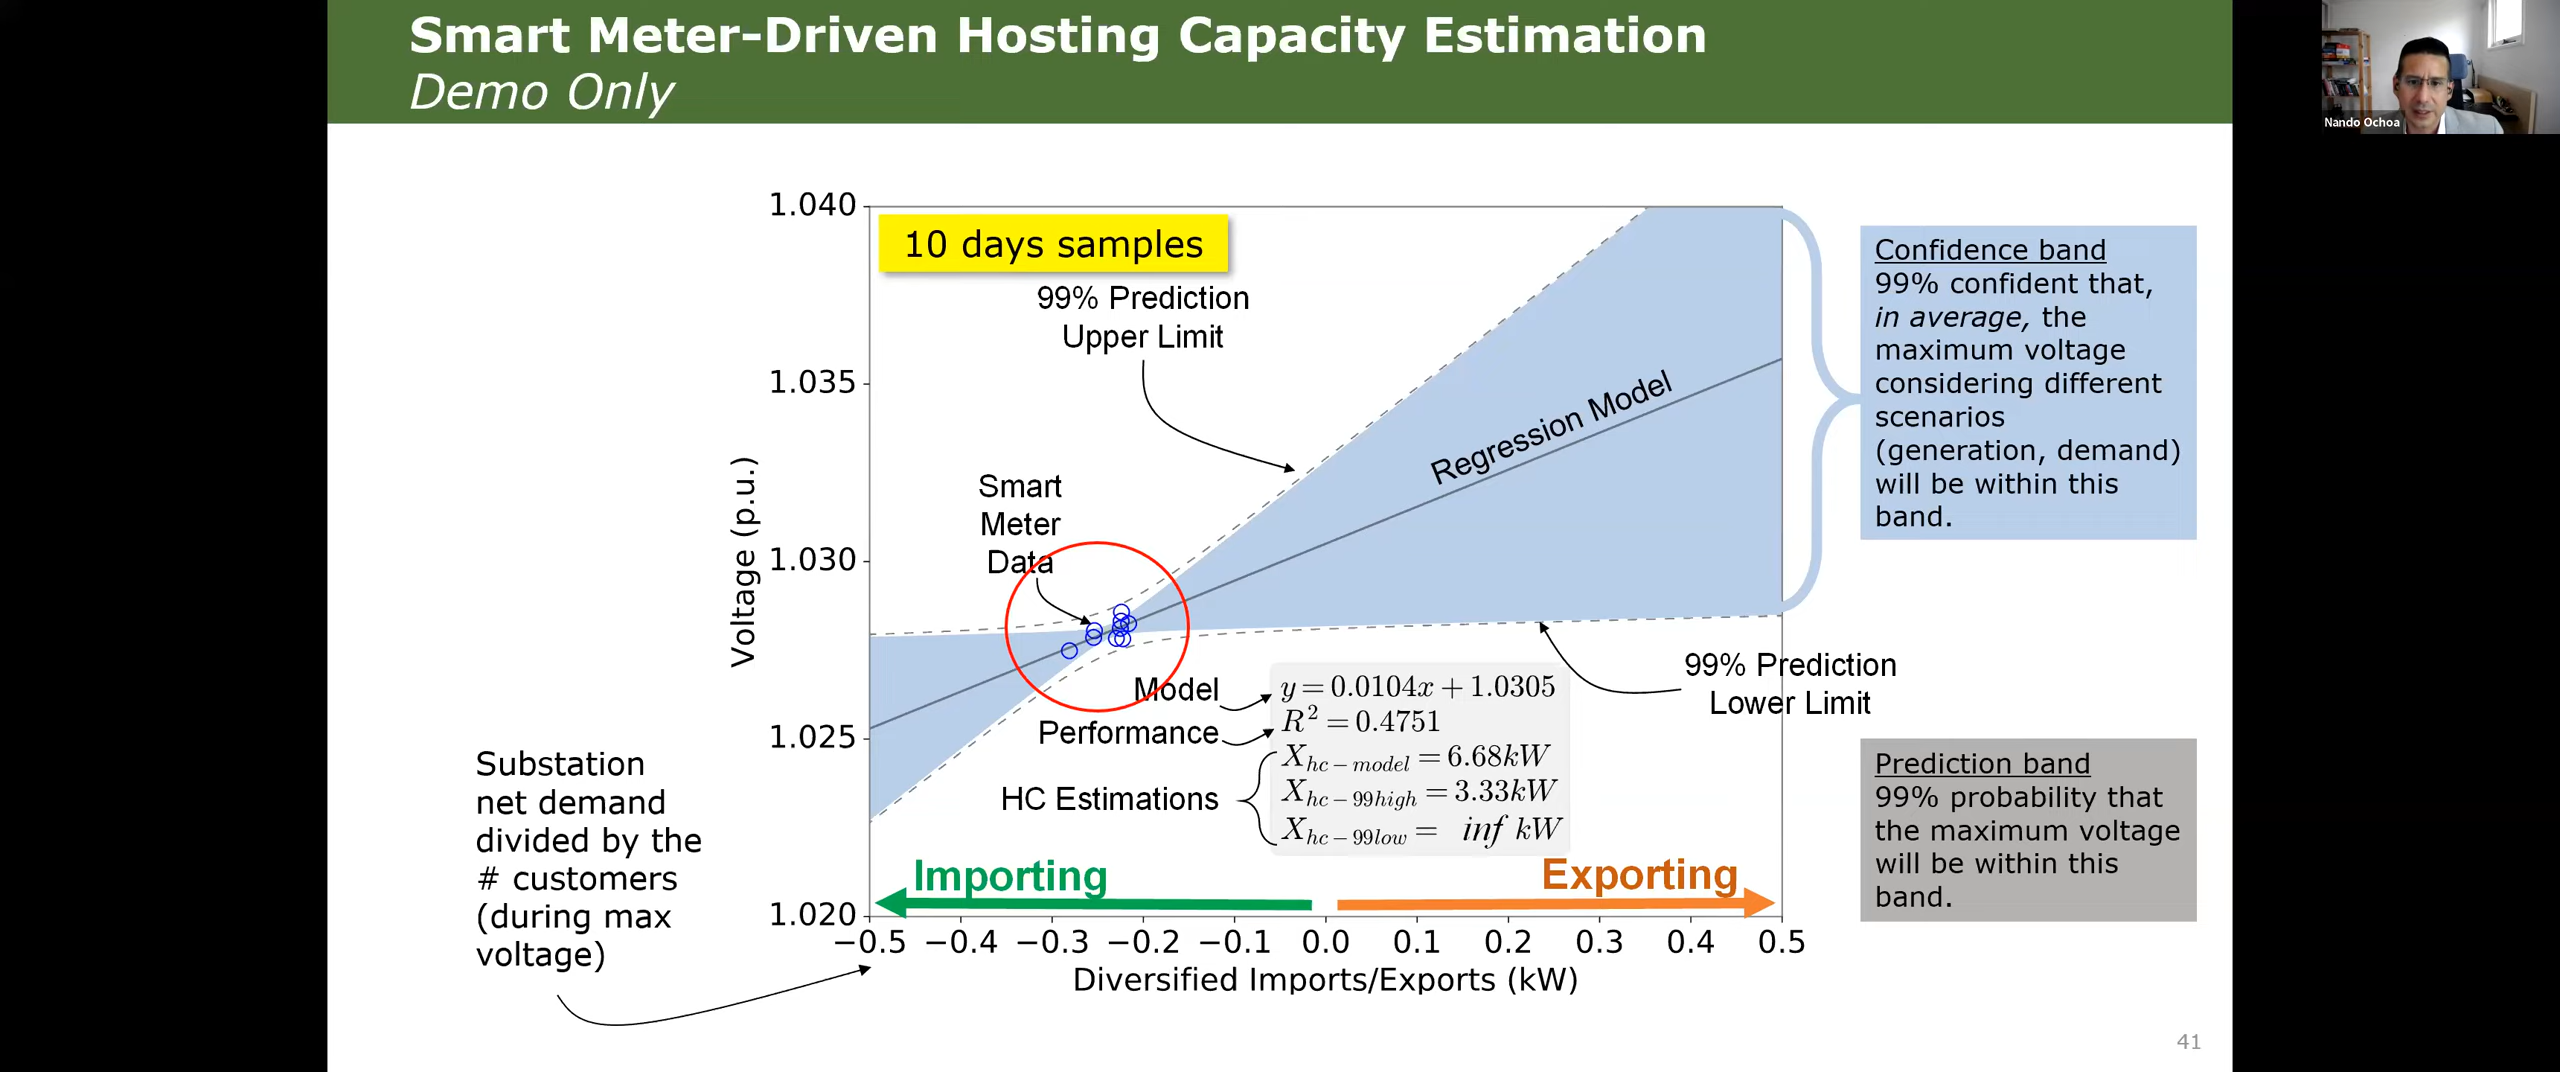 Smart Meter-Driven Hosting Capacity Estimation
Demo Only
Nando Ochoa
10 days samples
99% Prediction
Upper Limit
Smart
Meter
Data
Regression Model
Confidence band
99% confident that,
in average, the
maximum voltage
considering different
scenarios
(generation, demand)
will be within this
band.
99% Prediction
Lower Limit
Prediction band
99% probability that
the maximum voltage
will be within this
band.
Model
y = 0.0104x + 1.0305
Performance
R² = 0.4751
HC Estimations
X_{hc-model} = 6.68kW
X_{hc-99high} = 3.33kW
X_{hc-99low} = inf kW
Importing
Exporting
Voltage (p.u.)
1.040
1.035
1.030
1.025
1.020
−0.5 −0.4 −0.3 −0.2 −0.1 0.0 0.1 0.2 0.3 0.4 0.5
Diversified Imports/Exports (kW)
Substation
net demand
divided by the
# customers
(during max
voltage)
41